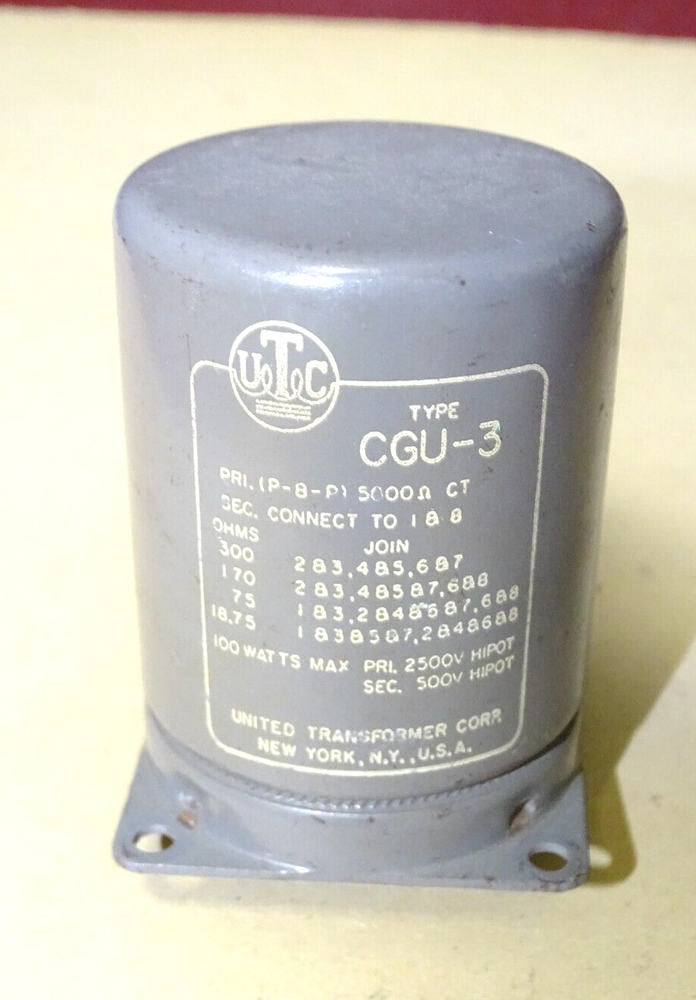 UTC
TYPE
CGU-3
PRI. (P-B-P) 5000Ω CT
SEC. CONNECT TO 1 & 8
OHMS JOIN
300 2&3,4&5,6&7
170 2&3,4&5&7,6&8
75 1&3,2&4&5&7,6&8
18.75 1&3&5&7,2&4&6&8
100 WATTS MAX PRI. 2500V HIPOT
SEC. 500V HIPOT
UNITED TRANSFORMER CORP.
NEW YORK, N.Y., U.S.A.